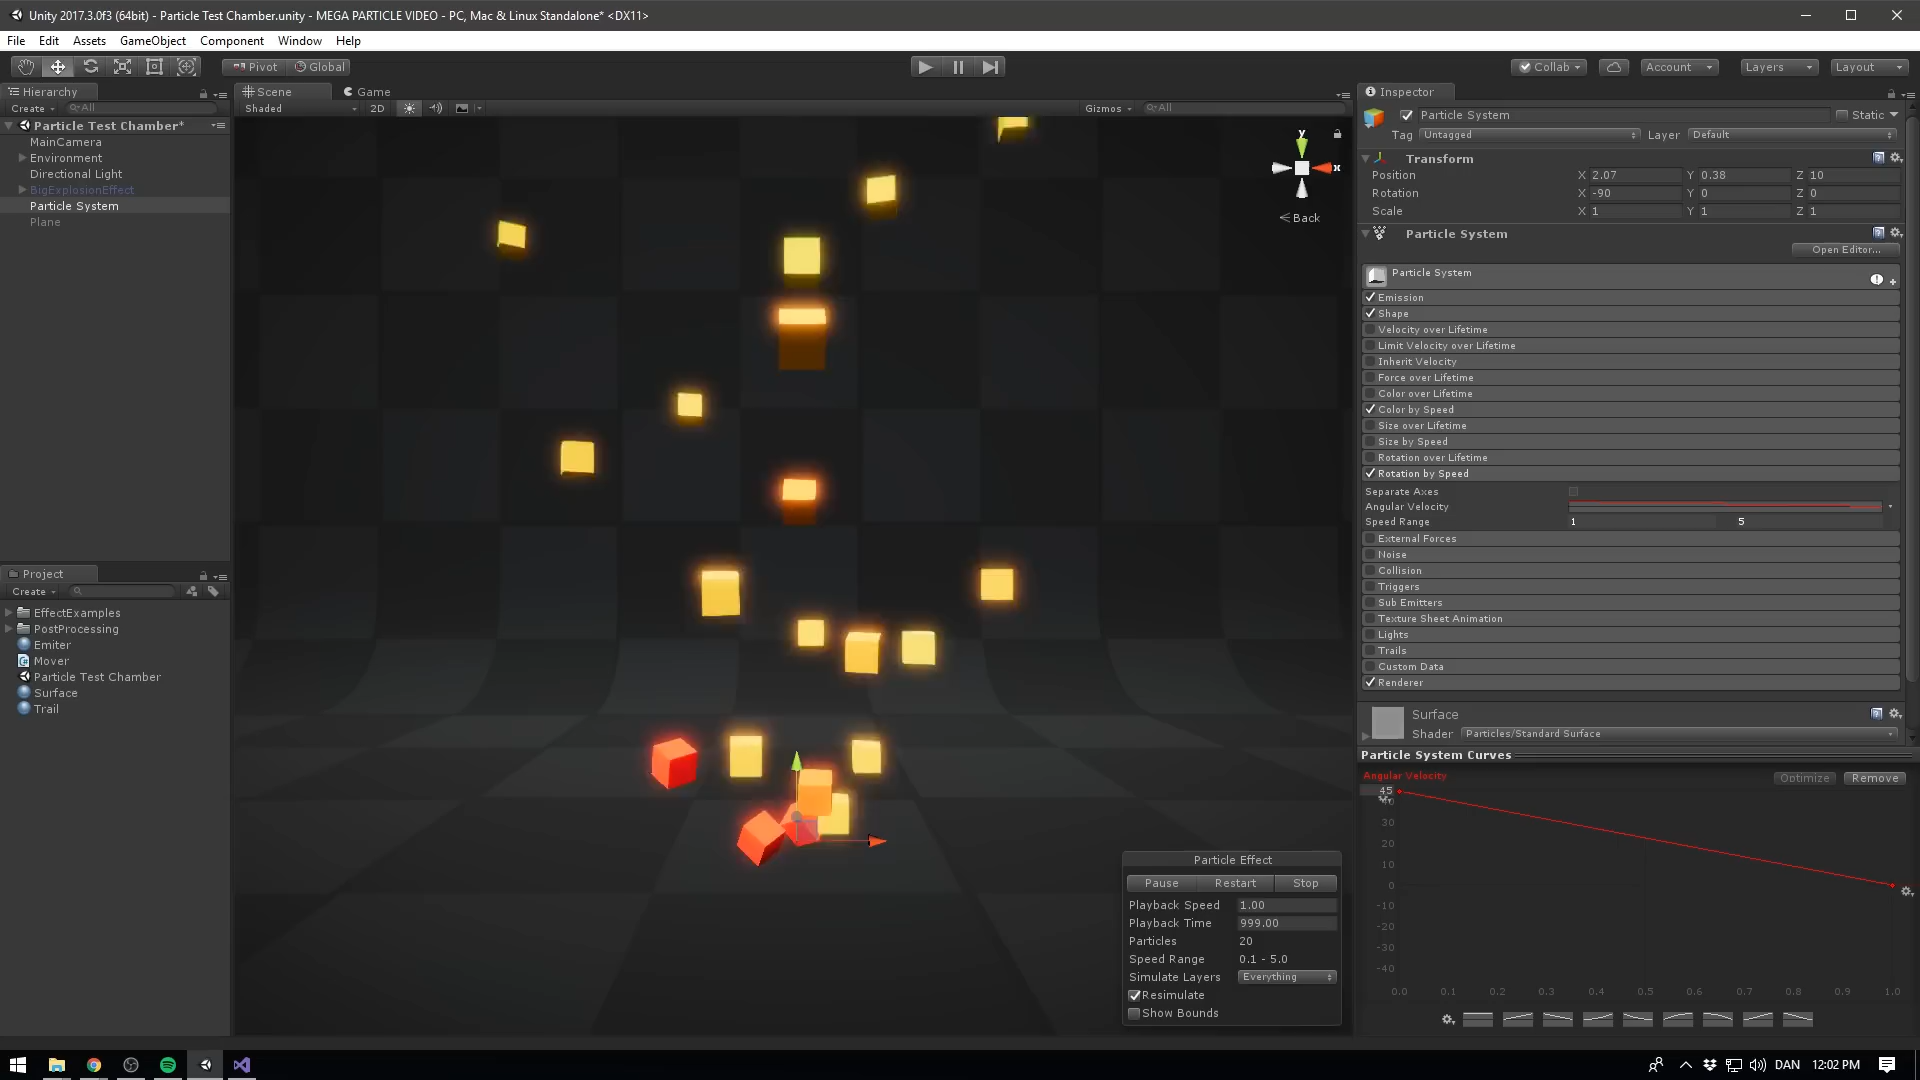 Unity 2017.3.0f3 (64bit) - Particle Test Chamber.unity - MEGA PARTICLE VIDEO - PC, Mac & Linux Standalone* <DX11>
File Edit Assets GameObject Component Window Help
Pivot Global Collab Account Layers Layout
Hierarchy
Create All
Particle Test Chamber*
MainCamera
Environment
Directional Light
BigExplosionEffect
Particle System
Plane
Project
Create
EffectExamples
PostProcessing
Emiter
Mover
Particle Test Chamber
Surface
Trail
Scene Game
Shaded 2D Gizmos All
y
x
Back
Particle Effect
Pause Restart Stop
Playback Speed 1.00
Playback Time 999.00
Particles 20
Speed Range 0.1 - 5.0
Simulate Layers Everything
Resimulate
Show Bounds
Inspector
Particle System Static
Tag Untagged Layer Default
Transform
Position X 2.07 Y 0.38 Z 10
Rotation X -90 Y 0 Z 0
Scale X 1 Y 1 Z 1
Particle System
Open Editor...
Particle System
Emission
Shape
Velocity over Lifetime
Limit Velocity over Lifetime
Inherit Velocity
Force over Lifetime
Color over Lifetime
Color by Speed
Size over Lifetime
Size by Speed
Rotation over Lifetime
Rotation by Speed
Separate Axes
Angular Velocity
Speed Range 1 5
External Forces
Noise
Collision
Triggers
Sub Emitters
Texture Sheet Animation
Lights
Trails
Custom Data
Renderer
Surface
Shader Particles/Standard Surface
Particle System Curves
Angular Velocity Optimize Remove
45
40
30
20
10
0
-10
-20
-30
-40
0.0 0.1 0.2 0.3 0.4 0.5 0.6 0.7 0.8 0.9 1.0
DAN 12:02 PM